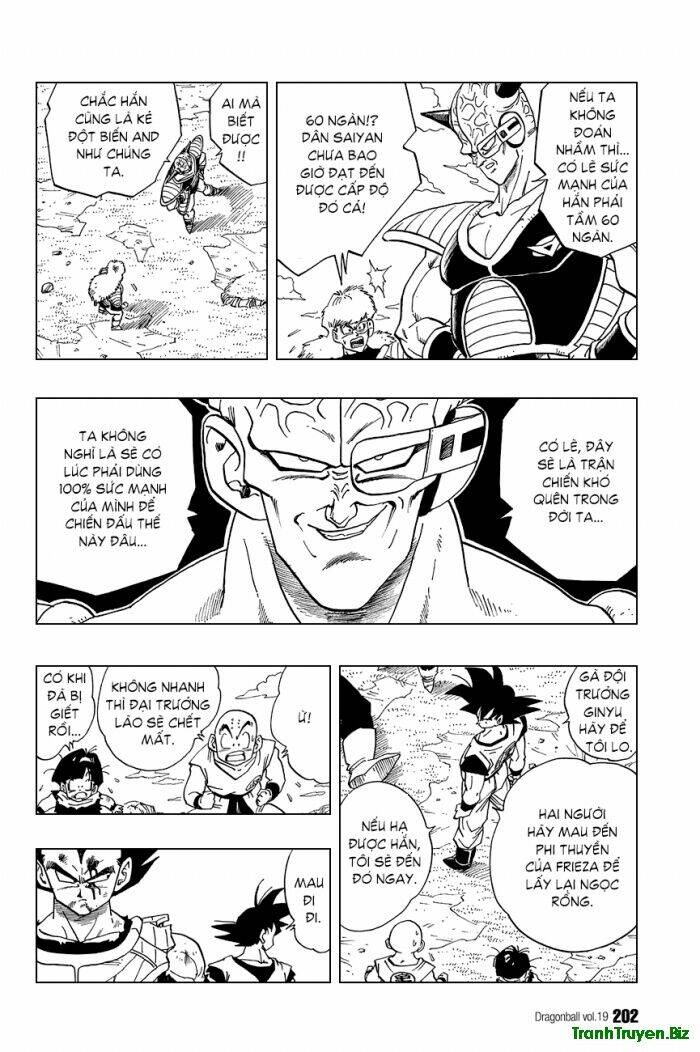 NẾU TA
KHÔNG
ĐOÁN
NHẦM THÌ...
CÓ LẼ SỨC
MẠNH CỦA
HẮN PHẢI
TẦM 60
NGÀN.
60 NGÀN!?
DÂN SAIYAN
CHƯA BAO
GIỜ ĐẠT ĐẾN
ĐƯỢC CẤP ĐỘ
ĐÓ CẢ!
AI MÀ
BIẾT
ĐƯỢC
!!
CHẮC HẲN
CŨNG LÀ KẺ
ĐỘT BIẾN AND
NHƯ CHÚNG
TA.
CÓ LẼ, ĐÂY
SẼ LÀ TRẬN
CHIẾN KHÓ
QUÊN TRONG
ĐỜI TA...
TA KHÔNG
NGHĨ LÀ SẼ CÓ
LÚC PHẢI DÙNG
100% SỨC MẠNH
CỦA MÌNH ĐỂ
CHIẾN ĐẤU THẾ
NÀY ĐÂU...
GÃ ĐỘI
TRƯỞNG
GINYU
HÃY ĐỂ
TÔI LO.
HAI NGƯỜI
HÃY MAU ĐẾN
PHI THUYỀN
CỦA FRIEZA ĐỂ
LẤY LẠI NGỌC
RỒNG.
NẾU HẠ
ĐƯỢC HẮN,
TÔI SẼ ĐẾN
ĐÓ NGAY.
Ừ!
KHÔNG NHANH
THÌ ĐẠI TRƯỞNG
LÃO SẼ CHẾT
MẤT.
CÓ KHI
ĐÃ BỊ
GIẾT
RỒI...
MAU
ĐI
ĐI.
Dragonball vol.19 202
TranhTruyen.Biz